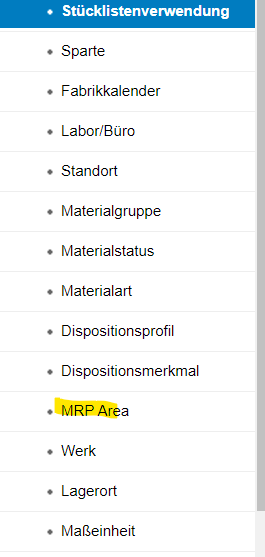 Stücklistenverwendung
Sparte
Fabrikkalender
Labor/Büro
Standort
Materialgruppe
Materialstatus
Materialart
Dispositionsprofil
Dispositionsmerkmal
MRP Area
Werk
Lagerort
Maßeinheit